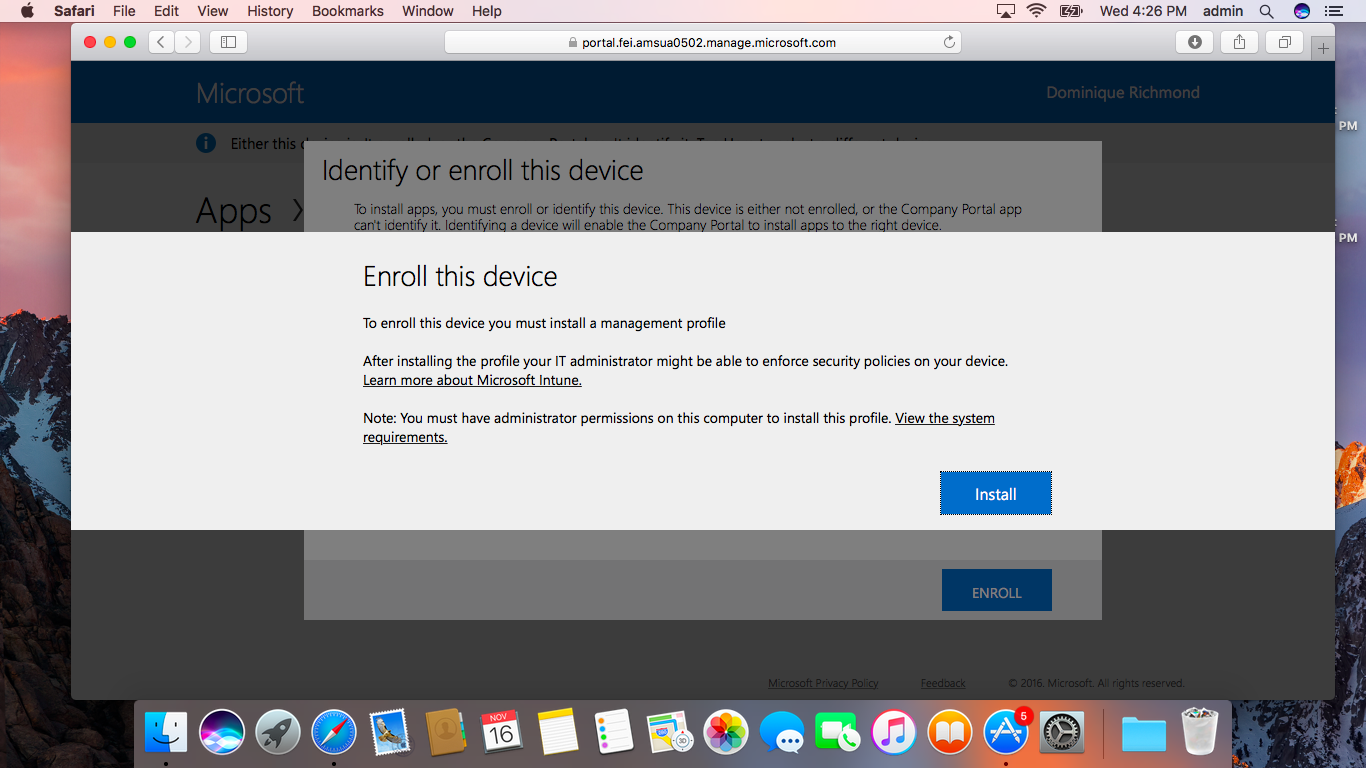 Safari File Edit View History Bookmarks Window Help Wed 4:26 PM admin
portal.fei.amsua0502.manage.microsoft.com
Microsoft Dominique Richmond
PM
Either this
Identify or enroll this device
Apps
To install apps, you must enroll or identify this device. This device is either not enrolled, or the Company Portal app
can't identify it. Identifying a device will enable the Company Portal to install apps to the right device.
PM
Enroll this device
To enroll this device you must install a management profile
After installing the profile your IT administrator might be able to enforce security policies on your device.
Learn more about Microsoft Intune.
Note: You must have administrator permissions on this computer to install this profile. View the system
requirements.
Install
ENROLL
Microsoft Privacy Policy Feedback © 2016. Microsoft. All rights reserved.
NOV
16
3D
5